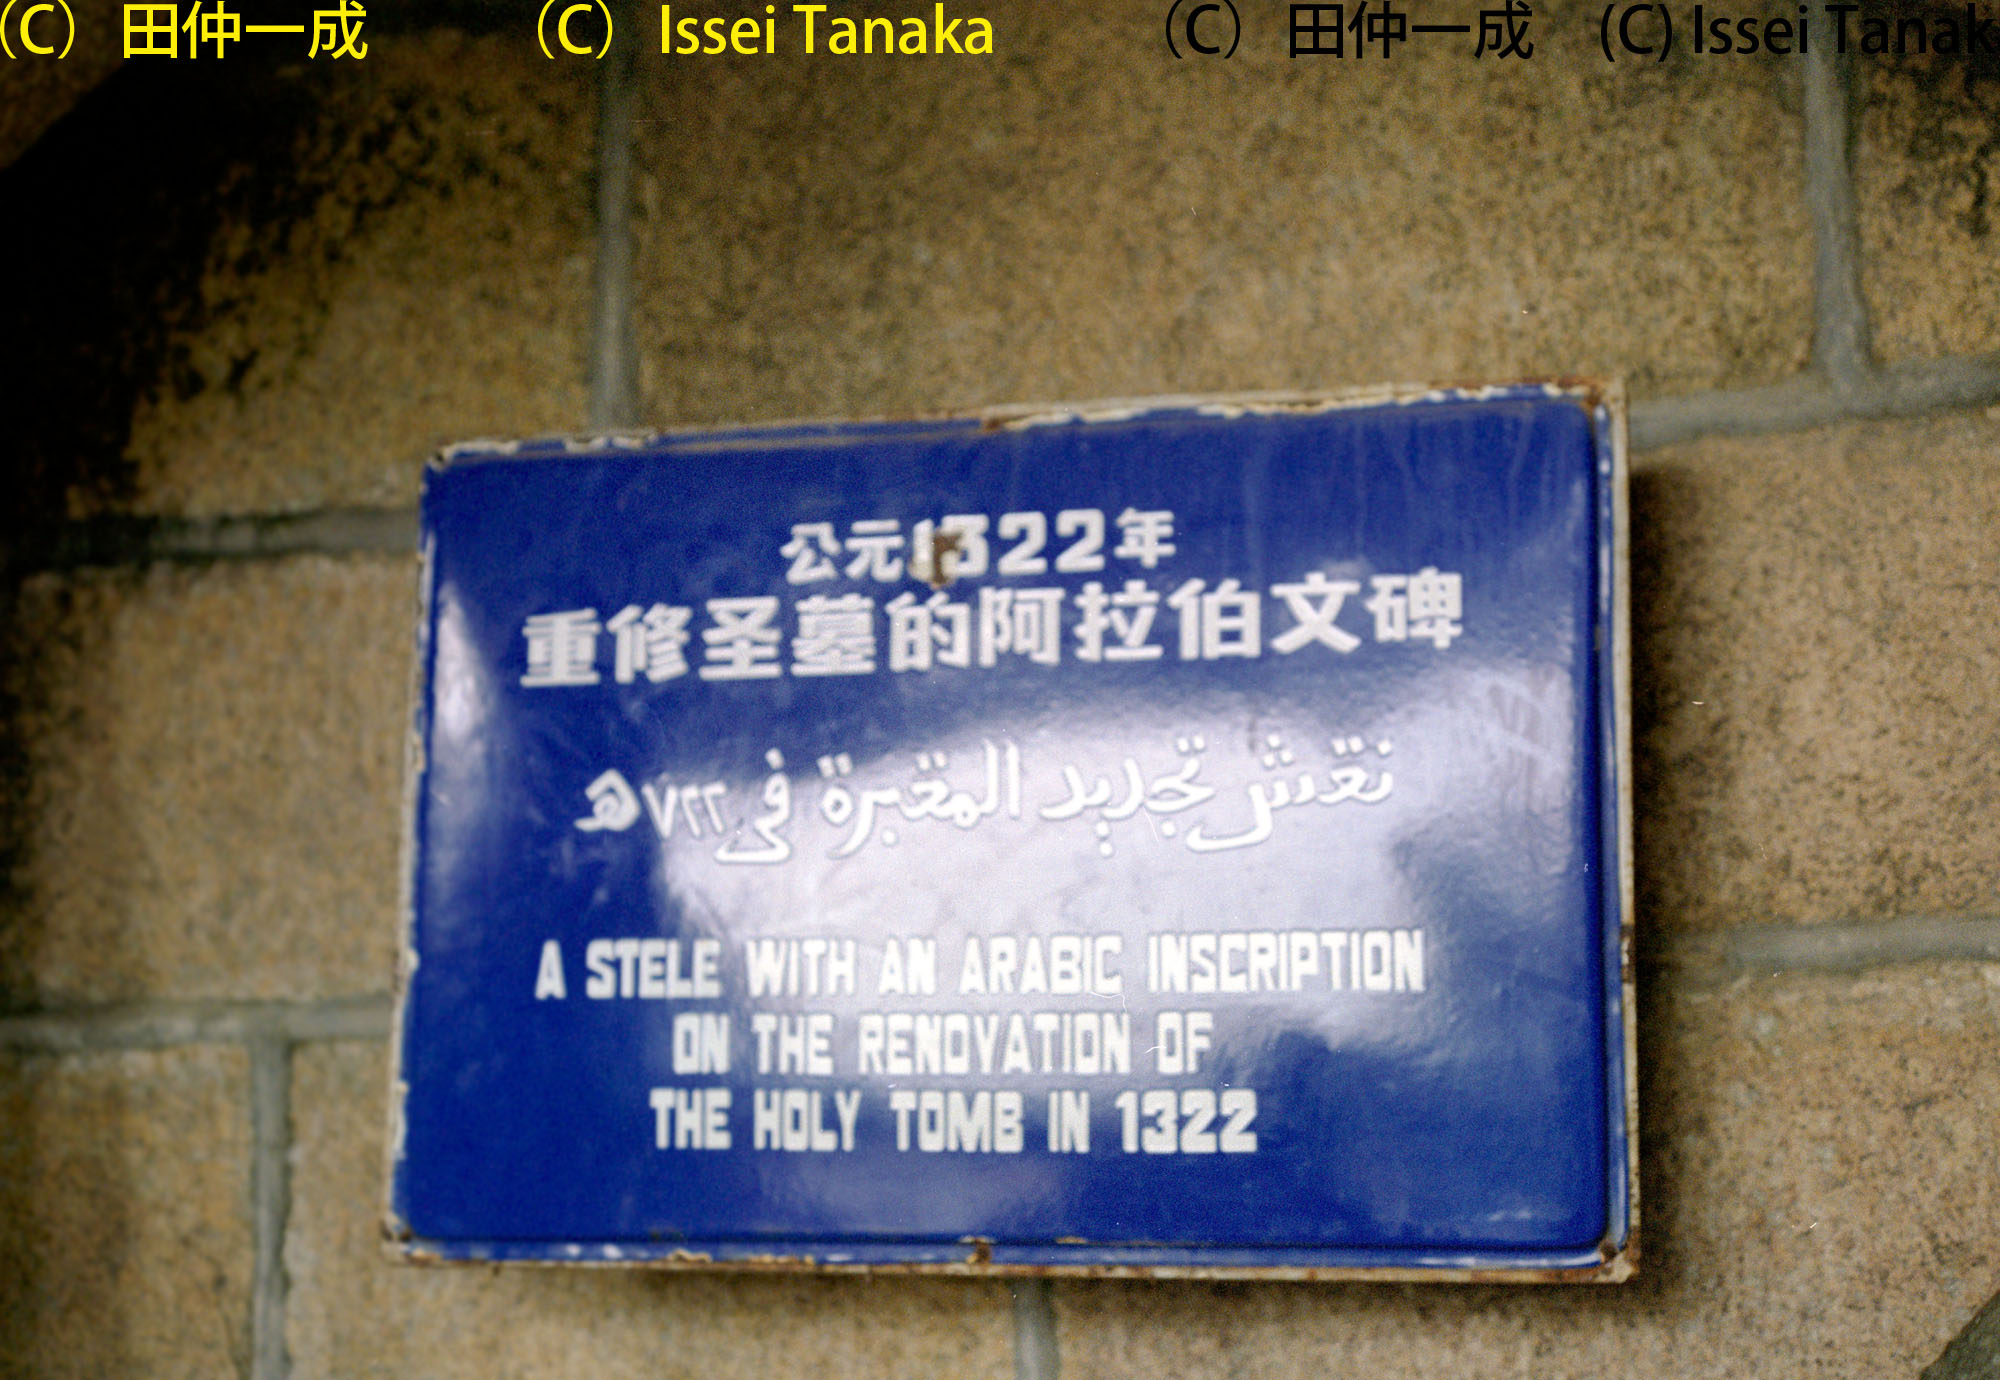 (C) 田仲一成 (C) Issei Tanaka (C) 田仲一成 (C) Issei Tanak
公元1322年
重修圣墓的阿拉伯文碑
نقش تجديد المقبرة في ٧٢٢هـ
A STELE WITH AN ARABIC INSCRIPTION
ON THE RENOVATION OF
THE HOLY TOMB IN 1322